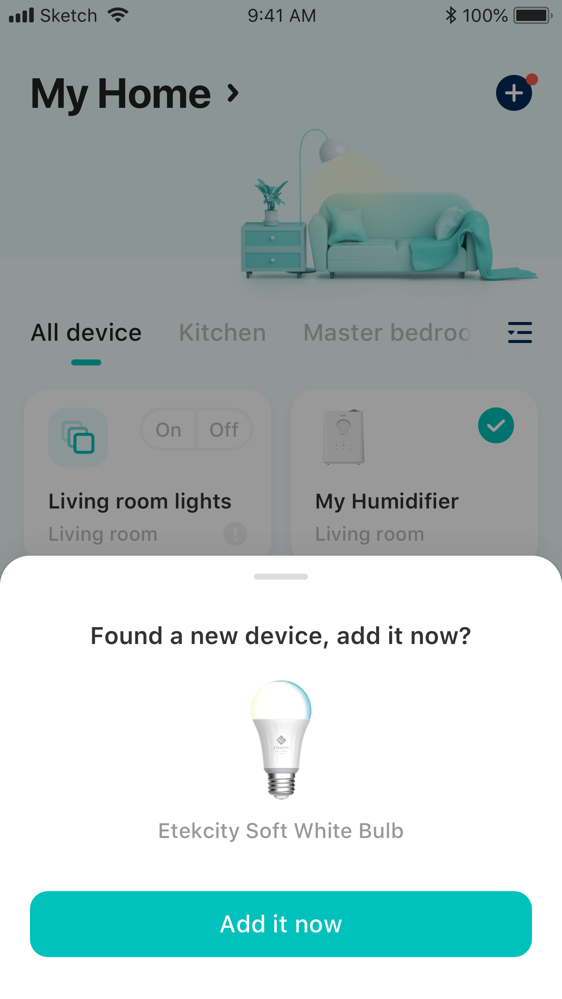 Sketch 9:41 AM 100%
My Home
All device Kitchen Master bedroo
On Off
Living room lights My Humidifier
Living room Living room
Found a new device, add it now?
ETEKCITY
Etekcity Soft White Bulb
Add it now